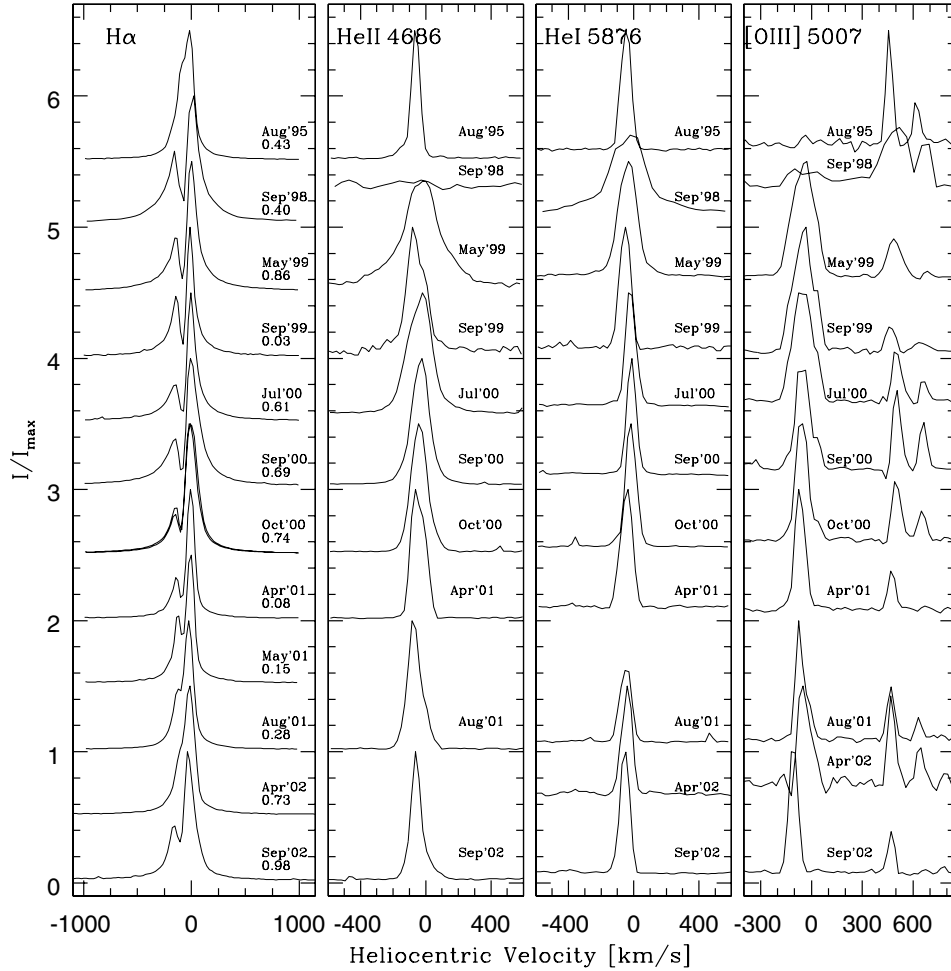 Hα
HeII 4686
HeI 5876
[OIII] 5007
Aug'95
0.43
Sep'98
0.40
May'99
0.86
Sep'99
0.03
Jul'00
0.61
Sep'00
0.69
Oct'00
0.74
Apr'01
0.08
May'01
0.15
Aug'01
0.28
Apr'02
0.73
Sep'02
0.98
Aug'95
Sep'98
May'99
Sep'99
Jul'00
Sep'00
Oct'00
Apr'01
Aug'01
Sep'02
Aug'95
Sep'98
May'99
Sep'99
Jul'00
Sep'00
Oct'00
Apr'01
Aug'01
Apr'02
Sep'02
Aug'95
Sep'98
May'99
Sep'99
Jul'00
Sep'00
Oct'00
Apr'01
Aug'01
Apr'02
Sep'02
6
5
4
3
2
1
0
I/Imax
-1000 0 1000
-400 0 400
-400 0 400
-300 0 300 600
Heliocentric Velocity [km/s]